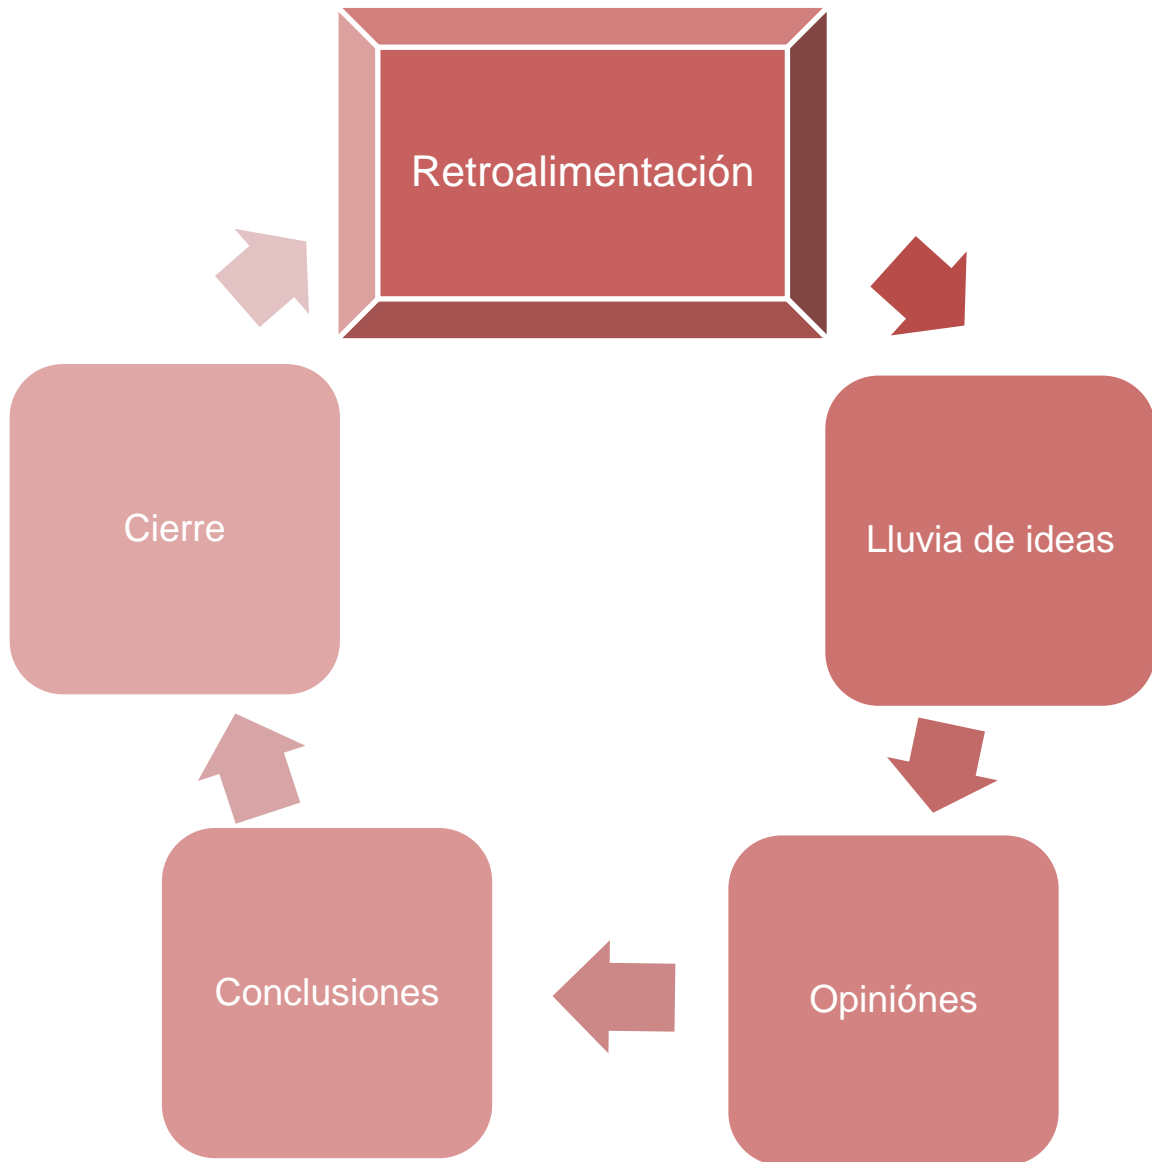 Retroalimentación
Lluvia de ideas
Opiniónes
Conclusiones
Cierre